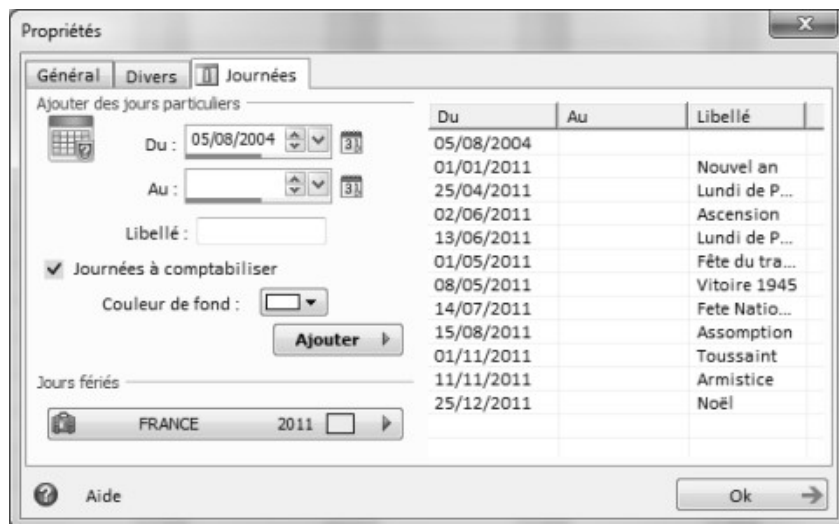 Propriétés
Général Divers Journées
Ajouter des jours particuliers
Du : 05/08/2004 31
Au : 31
Libellé :
Journées à comptabiliser
Couleur de fond :
Ajouter
Jours fériés
FRANCE 2011
Du Au Libellé
05/08/2004
01/01/2011 Nouvel an
25/04/2011 Lundi de P...
02/06/2011 Ascension
13/06/2011 Lundi de P...
01/05/2011 Fête du tra...
08/05/2011 Vitoire 1945
14/07/2011 Fete Natio...
15/08/2011 Assomption
01/11/2011 Toussaint
11/11/2011 Armistice
25/12/2011 Noël
? Aide Ok